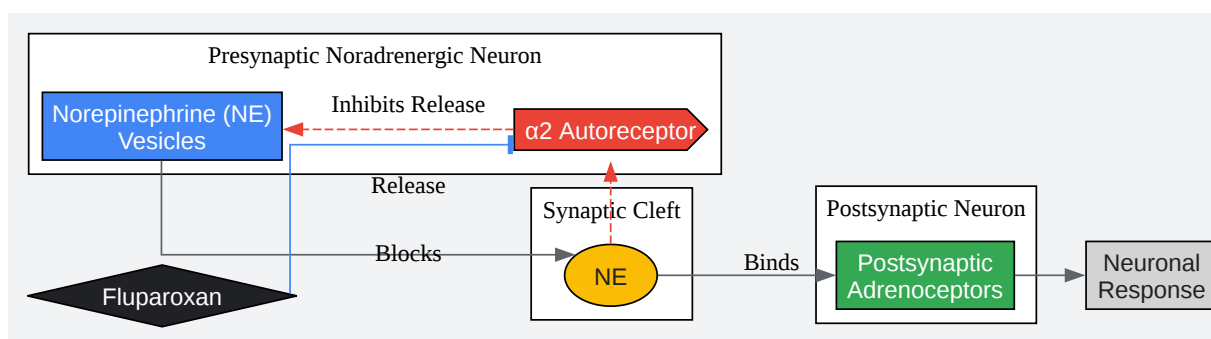 Presynaptic Noradrenergic Neuron
Norepinephrine (NE)
Vesicles
Inhibits Release
α2 Autoreceptor
Release
Synaptic Cleft
Postsynaptic Neuron
Blocks
NE
Binds
Postsynaptic
Adrenoceptors
Neuronal
Response
Fluparoxan